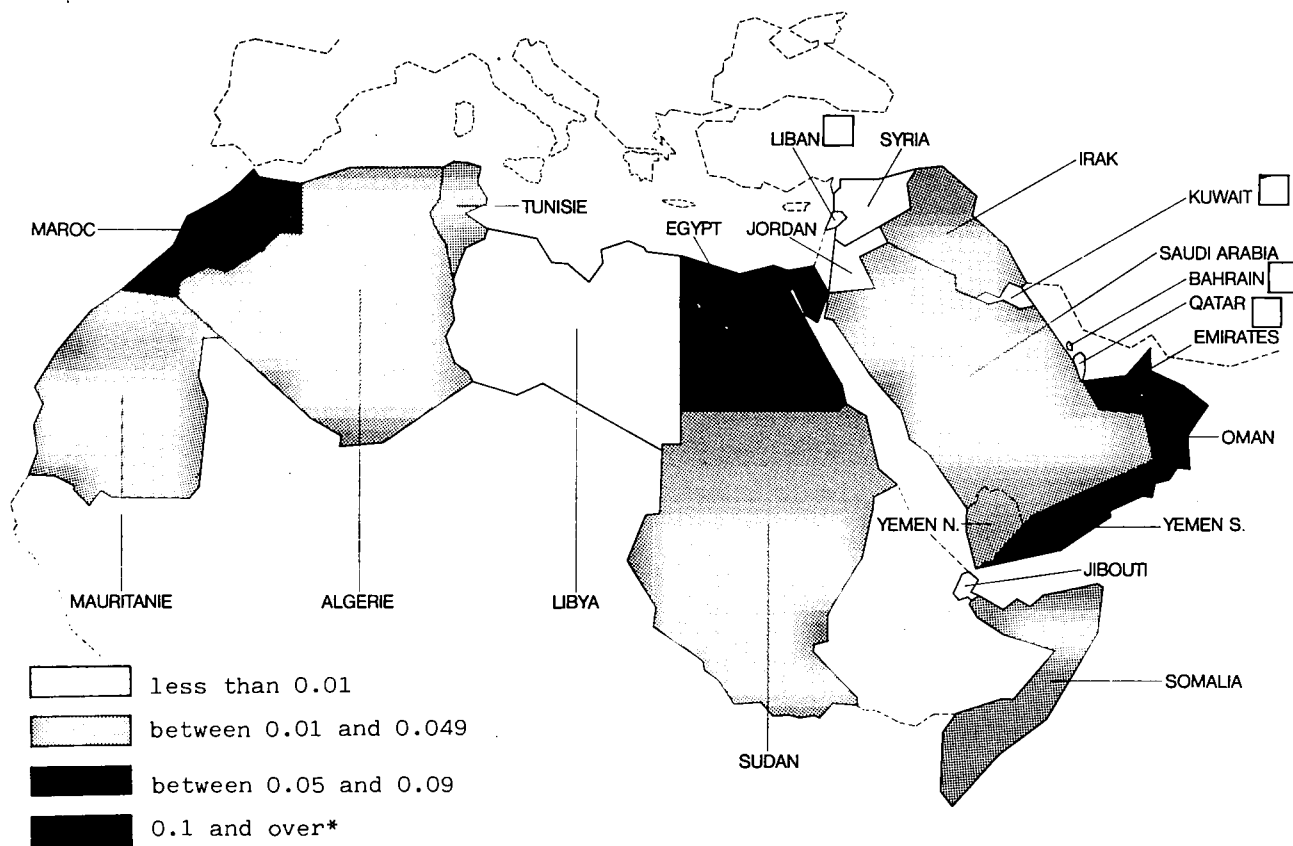 LIBAN
SYRIA
IRAK
KUWAIT
MAROC
TUNISIE
EGYPT
JORDAN
SAUDI ARABIA
BAHRAIN
QATAR
EMIRATES
OMAN
YEMEN N.
YEMEN S.
JIBOUTI
MAURITANIE
ALGERIE
LIBYA
SOMALIA
SUDAN
less than 0.01
between 0.01 and 0.049
between 0.05 and 0.09
0.1 and over*